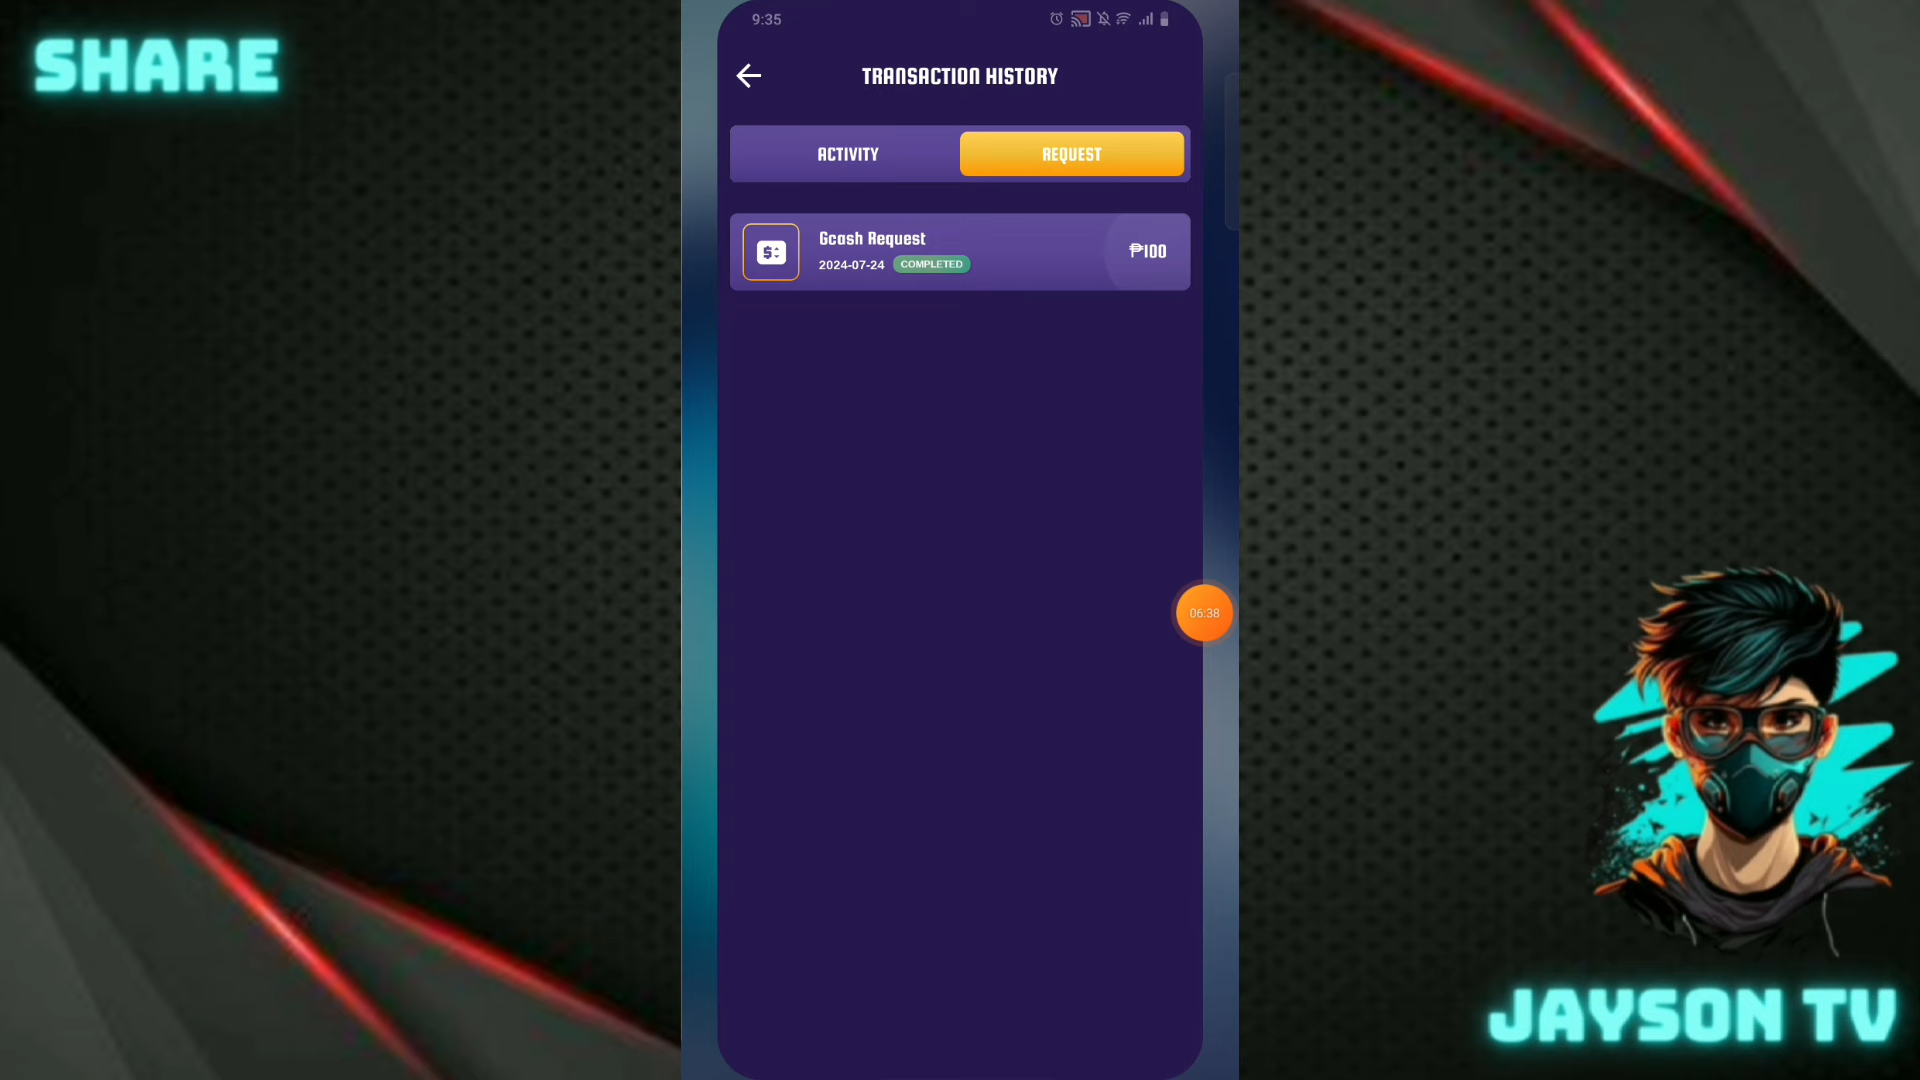 SHARE
9:35
TRANSACTION HISTORY
ACTIVITY
REQUEST
Gcash Request
2024-07-24 COMPLETED
₱100
06:38
JAYSON TV